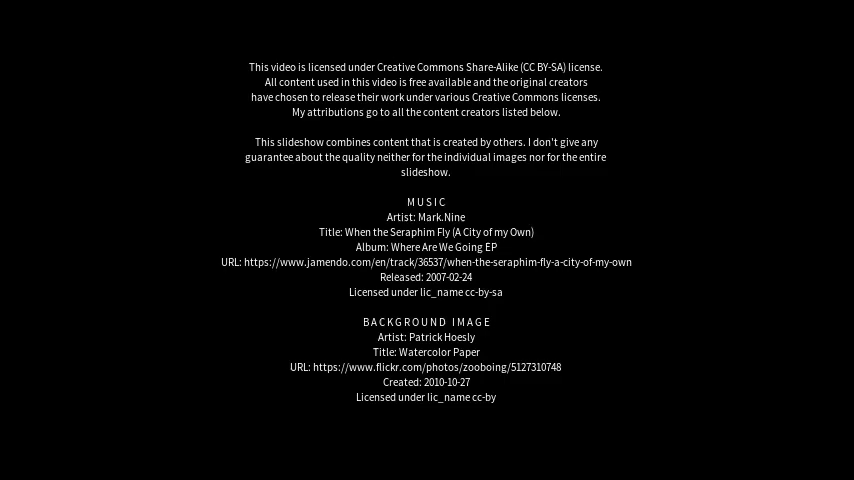 This video is licensed under Creative Commons Share-Alike (CC BY-SA) license.
All content used in this video is free available and the original creators
have chosen to release their work under various Creative Commons licenses.
My attributions go to all the content creators listed below.
This slideshow combines content that is created by others. I don't give any
guarantee about the quality neither for the individual images nor for the entire
slideshow.
MUSIC
Artist: Mark.Nine
Title: When the Seraphim Fly (A City of my Own)
Album: Where Are We Going EP
URL: https://www.jamendo.com/en/track/36537/when-the-seraphim-fly-a-city-of-my-own
Released: 2007-02-24
Licensed under lic_name cc-by-sa
BACKGROUND IMAGE
Artist: Patrick Hoesly
Title: Watercolor Paper
URL: https://www.flickr.com/photos/zooboing/5127310748
Created: 2010-10-27
Licensed under lic_name cc-by